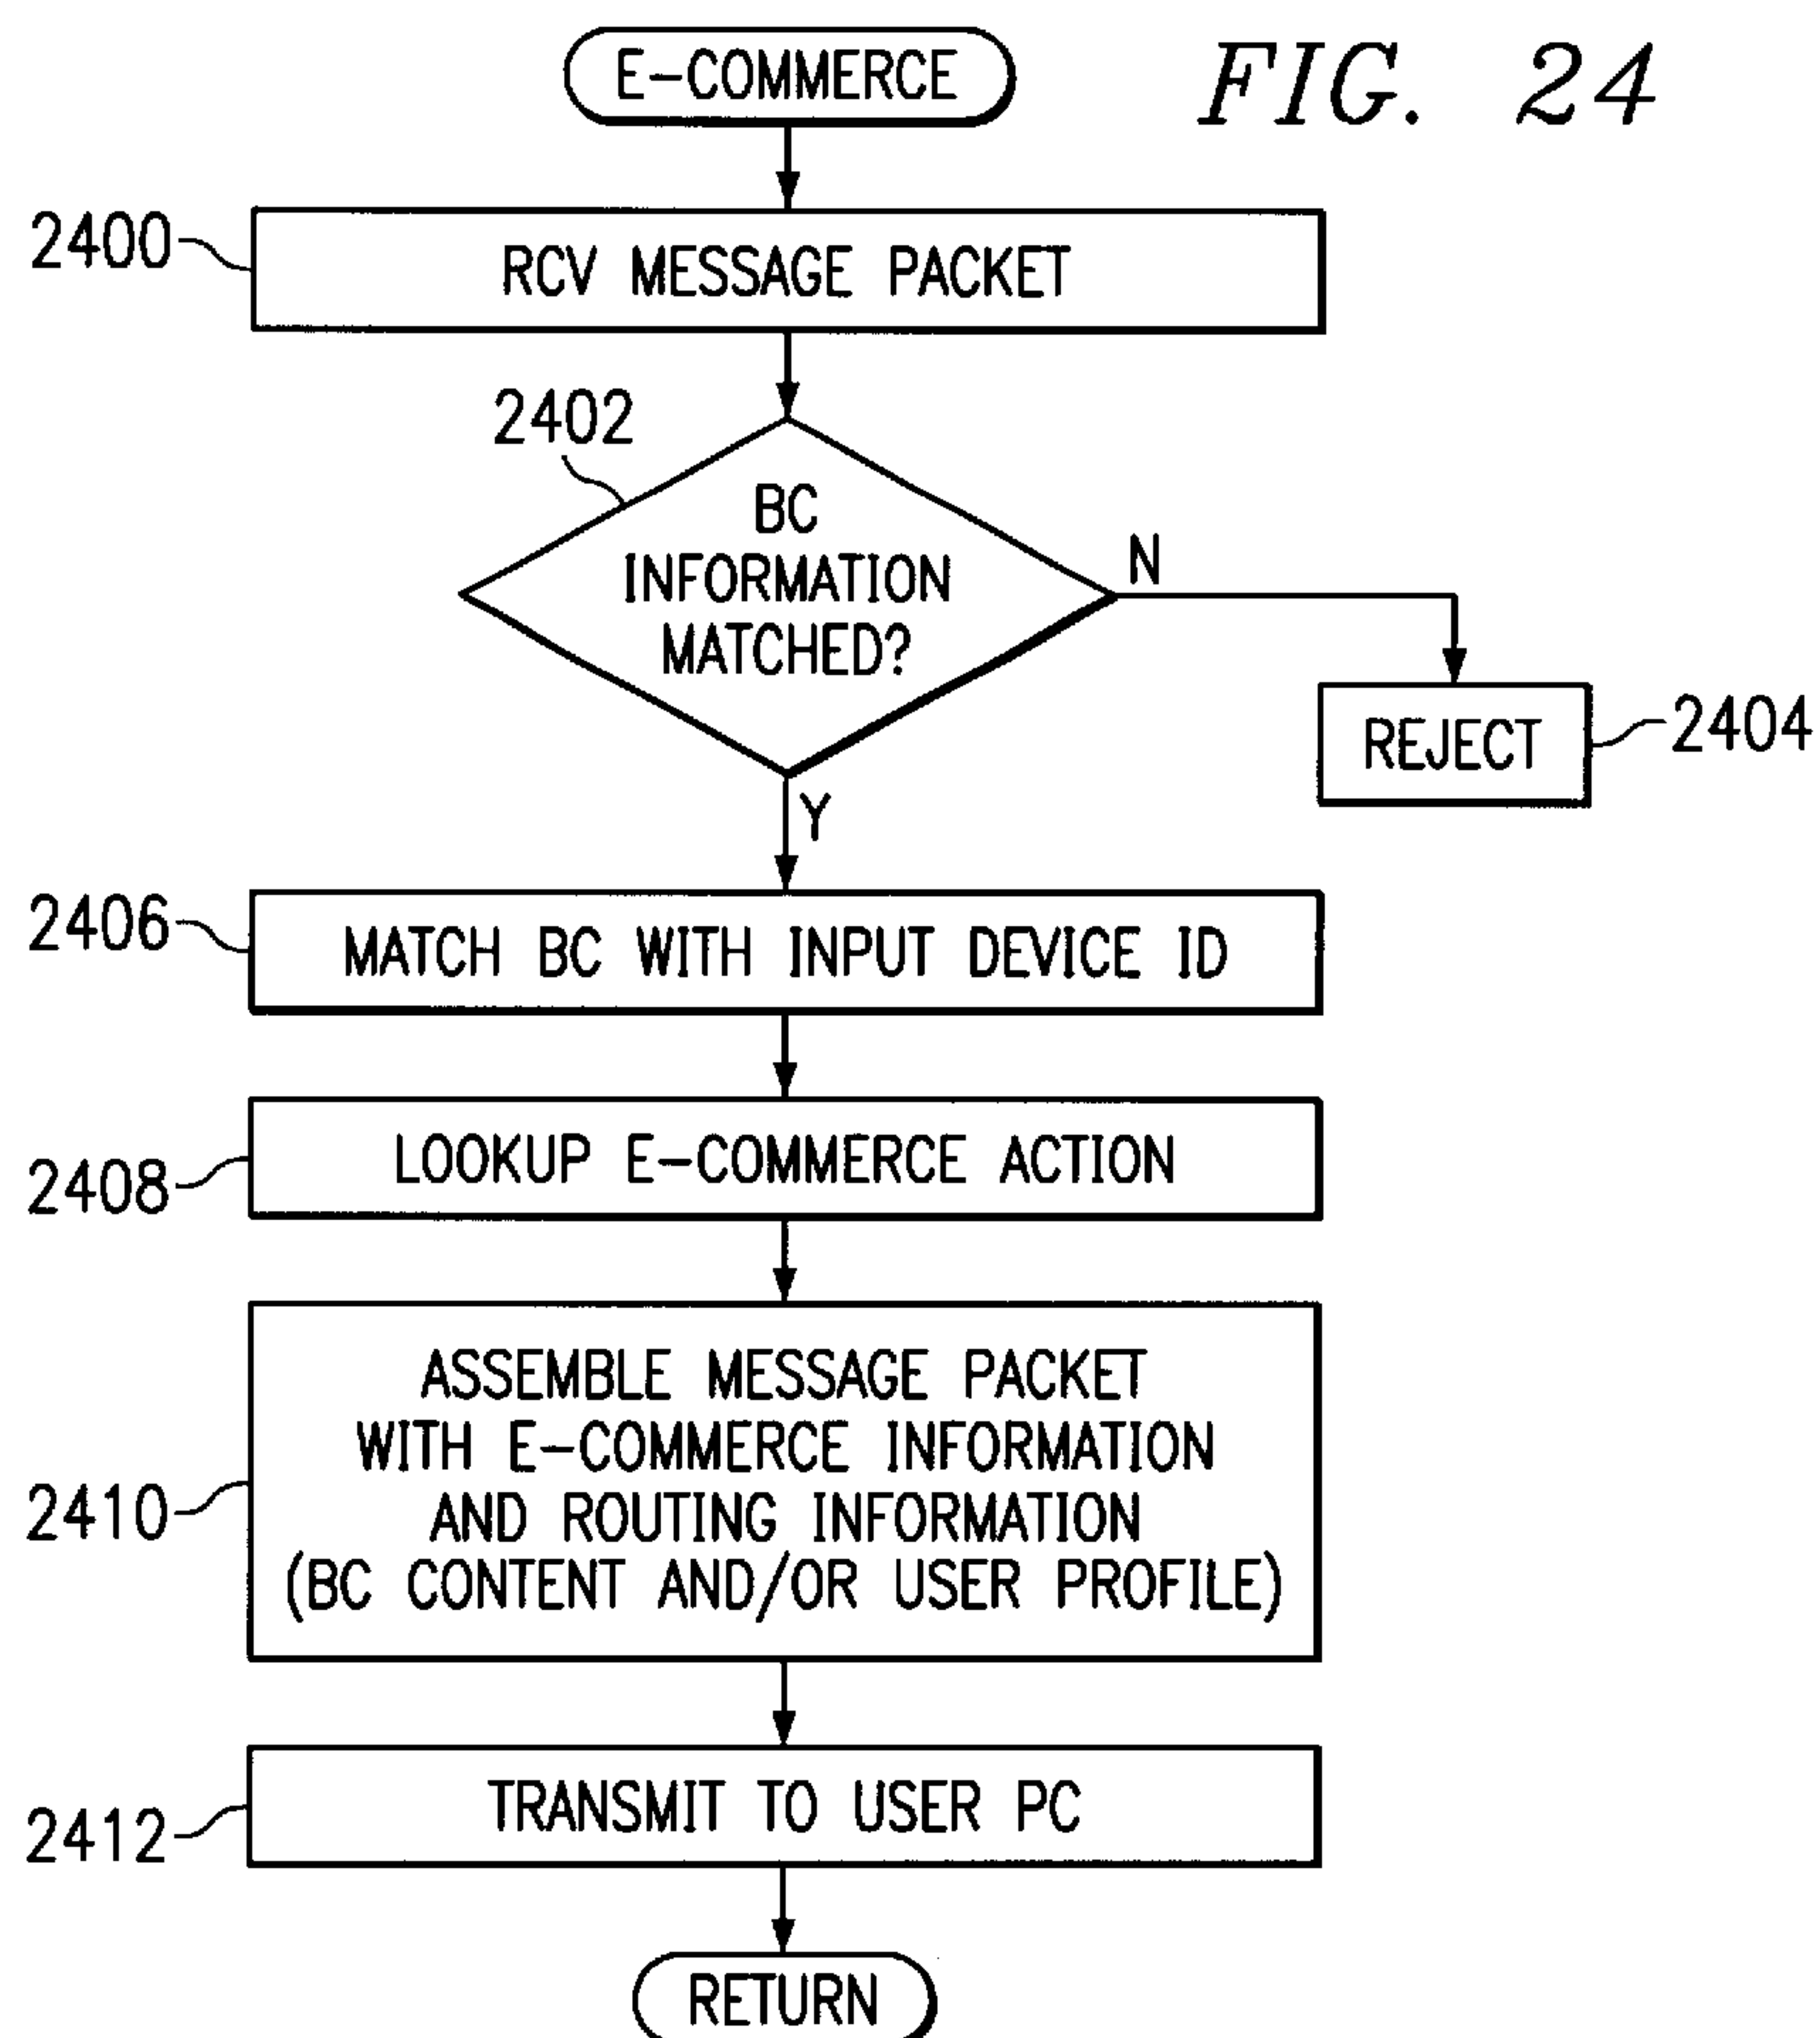 E-COMMERCE
FIG. 24
2400
RCV MESSAGE PACKET
2402
BC
INFORMATION
MATCHED?
N
REJECT
2404
Y
2406
MATCH BC WITH INPUT DEVICE ID
LOOKUP E-COMMERCE ACTION
2408
ASSEMBLE MESSAGE PACKET
WITH E-COMMERCE INFORMATION
AND ROUTING INFORMATION
(BC CONTENT AND/OR USER PROFILE)
2410
TRANSMIT TO USER PC
2412
RETURN